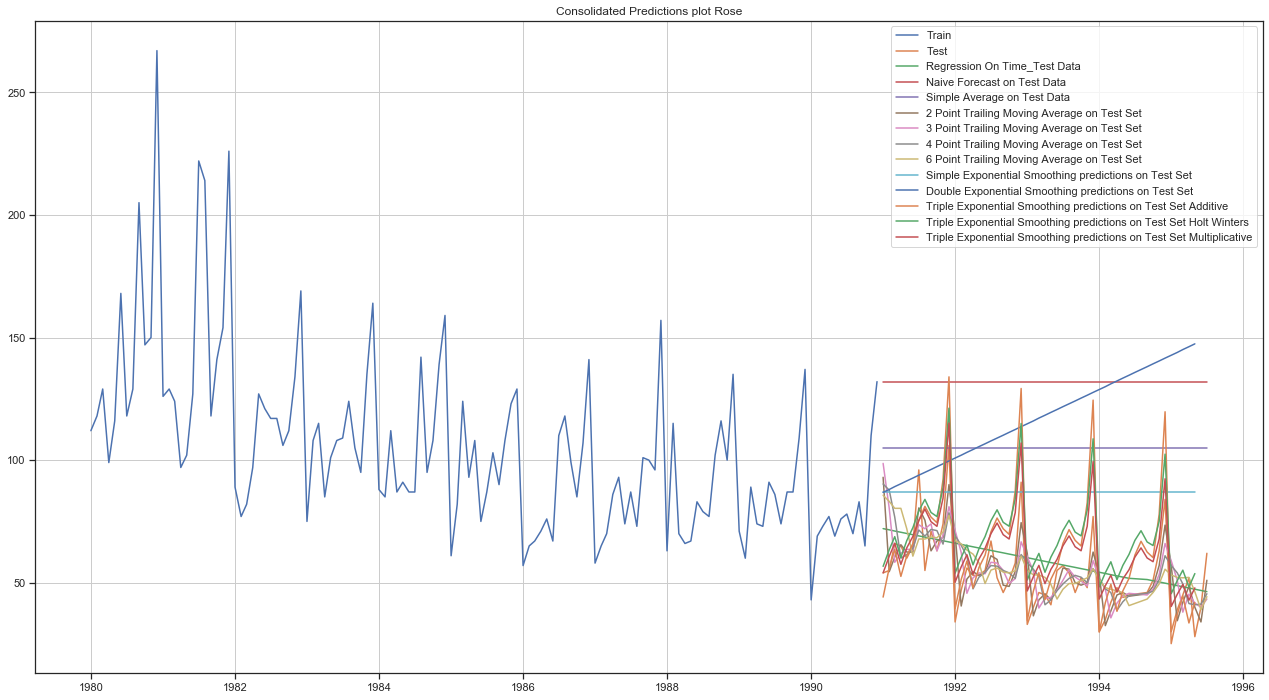 Consolidated Predictions plot Rose
Train
Test
Regression On Time_Test Data
Naive Forecast on Test Data
Simple Average on Test Data
2 Point Trailing Moving Average on Test Set
3 Point Trailing Moving Average on Test Set
4 Point Trailing Moving Average on Test Set
6 Point Trailing Moving Average on Test Set
Simple Exponential Smoothing predictions on Test Set
Double Exponential Smoothing predictions on Test Set
Triple Exponential Smoothing predictions on Test Set Additive
Triple Exponential Smoothing predictions on Test Set Holt Winters
Triple Exponential Smoothing predictions on Test Set Multiplicative
250
200
150
100
50
1980 1982 1984 1986 1988 1990 1992 1994 1996